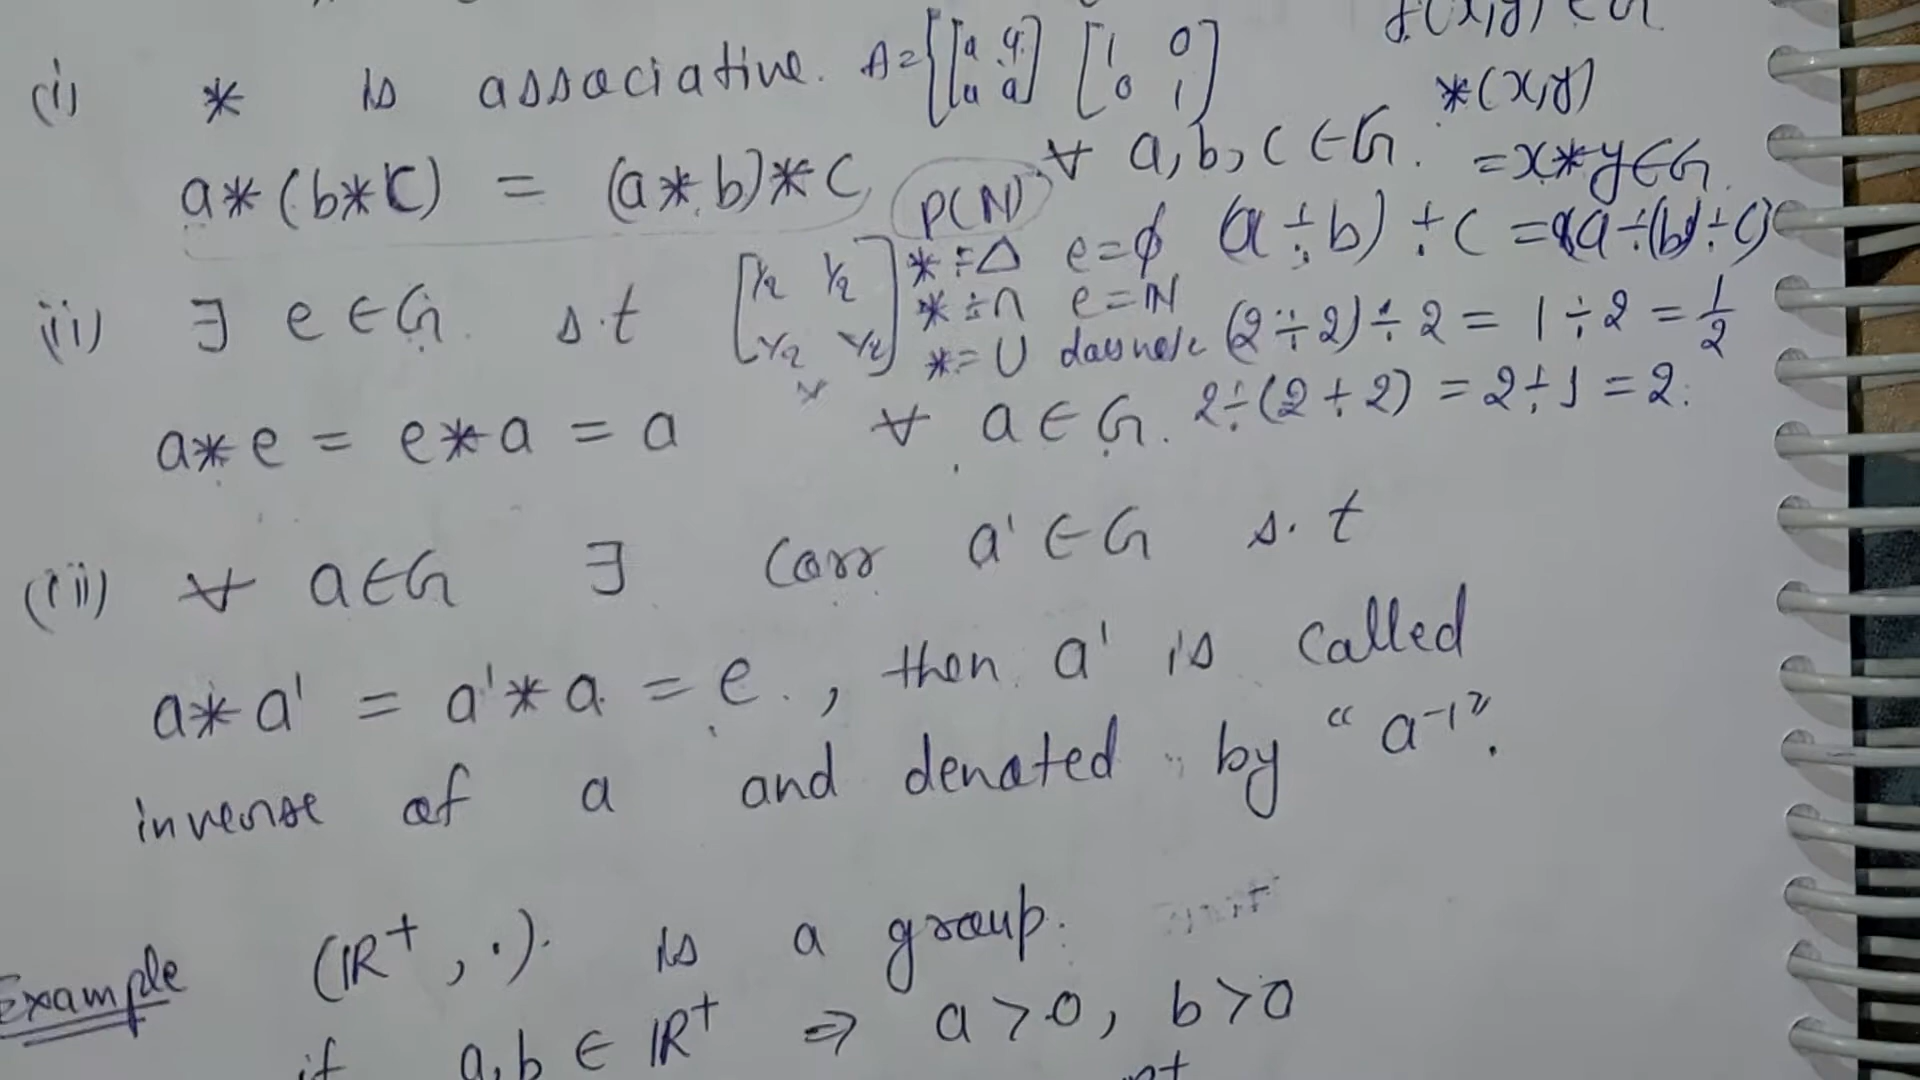 (i) * is associative. A = {[a a a a] [1 0 0 1]
*(x,y)
a*(b*c) = (a*b)*c ∀ a,b,c ∈ G. = x*y ∈ G
P(N)
*=Δ e=φ (a÷b)÷c = a÷(b÷c)
(ii) ∃ e ∈ G s.t [1/2 1/2 1/2 1/2] *=∩ e=ℕ (2÷2)÷2 = 1÷2 = 1/2
*=∪
a*e = e*a = a ∀ a ∈ G. 2÷(2÷2) = 2÷1 = 2.
(iii) ∀ a∈G ∃ corr a' ∈ G s.t
a*a' = a'*a = e., then a' is called
inverse of a and denoted by “a⁻¹”.
Example (ℝ⁺, ·). is a group.
if a,b ∈ ℝ⁺ ⇒ a>0, b>0